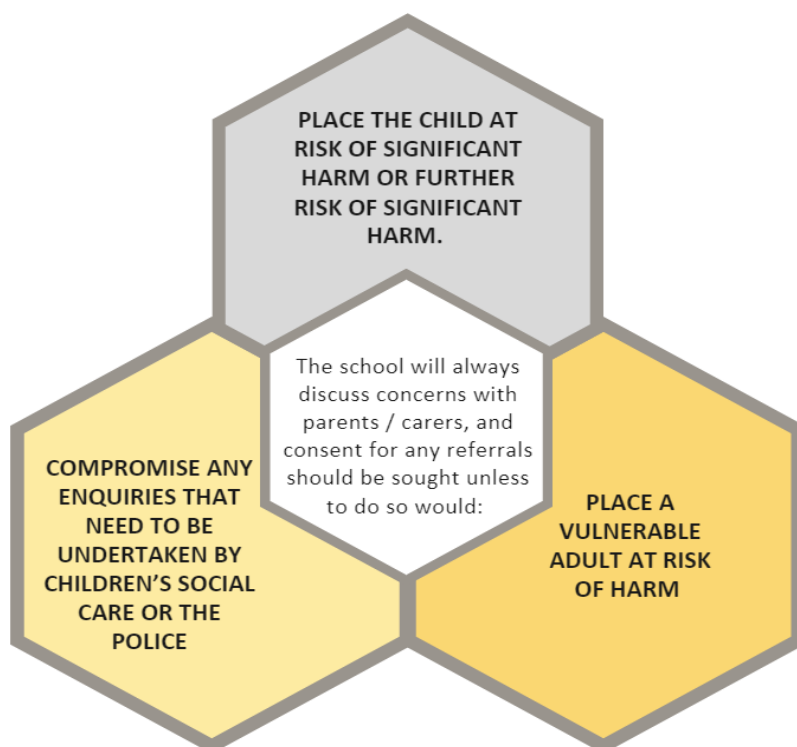 PLACE THE CHILD AT
RISK OF SIGNIFICANT
HARM OR FURTHER
RISK OF SIGNIFICANT
HARM.
The school will always
discuss concerns with
parents / carers, and
consent for any referrals
should be sought unless
to do so would:
COMPROMISE ANY
ENQUIRIES THAT
NEED TO BE
UNDERTAKEN BY
CHILDREN’S SOCIAL
CARE OR THE
POLICE
PLACE A
VULNERABLE
ADULT AT RISK
OF HARM